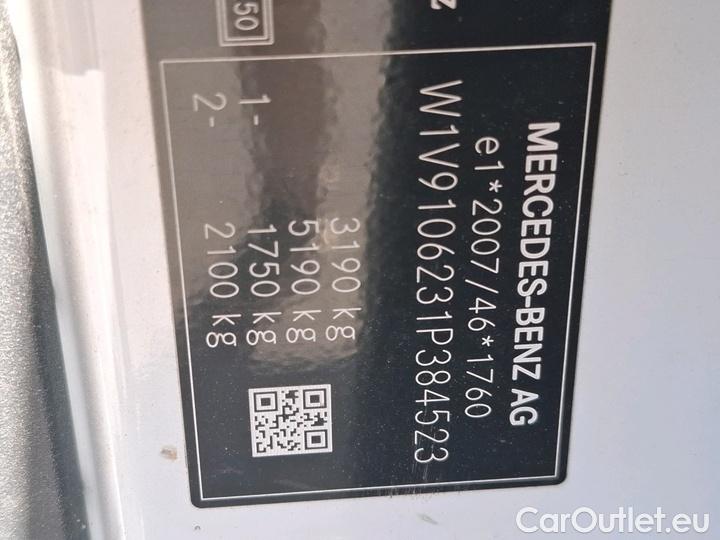 z
50
MERCEDES-BENZ AG
e1*2007/46*1760
W1V9106231P384523
3190 kg
5190 kg
1- 1750 kg
2- 2100 kg
CarOutlet.eu